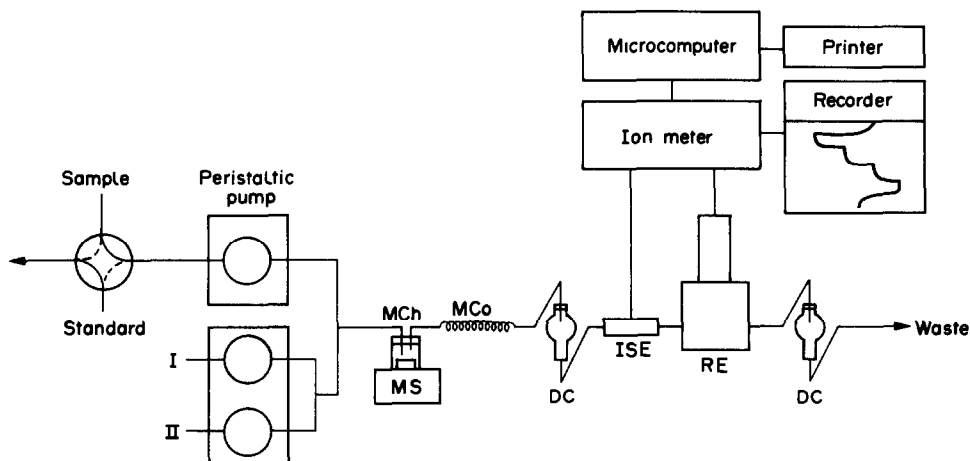 Microcomputer
Printer
Recorder
Ion meter
Sample
Peristaltic
pump
Standard
MCh
MCo
I
MS
ISE
RE
Waste
DC
DC
II